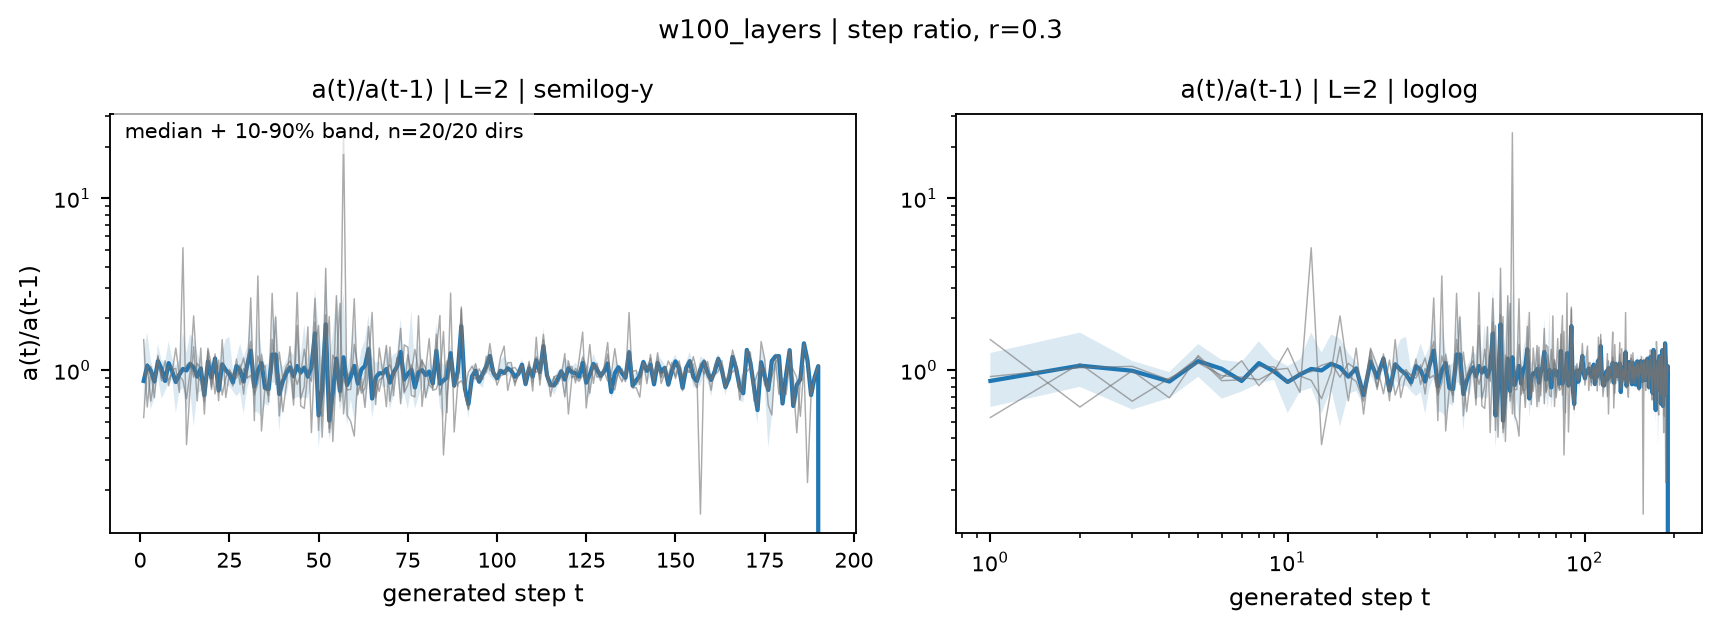 w100_layers | step ratio, r=0.3
a(t)/a(t-1) | L=2 | semilog-y
median + 10-90% band, n=20/20 dirs
a(t)/a(t-1)
10¹
10⁰
0 25 50 75 100 125 150 175 200
generated step t
a(t)/a(t-1) | L=2 | loglog
10¹
10⁰
10⁰ 10¹ 10²
generated step t